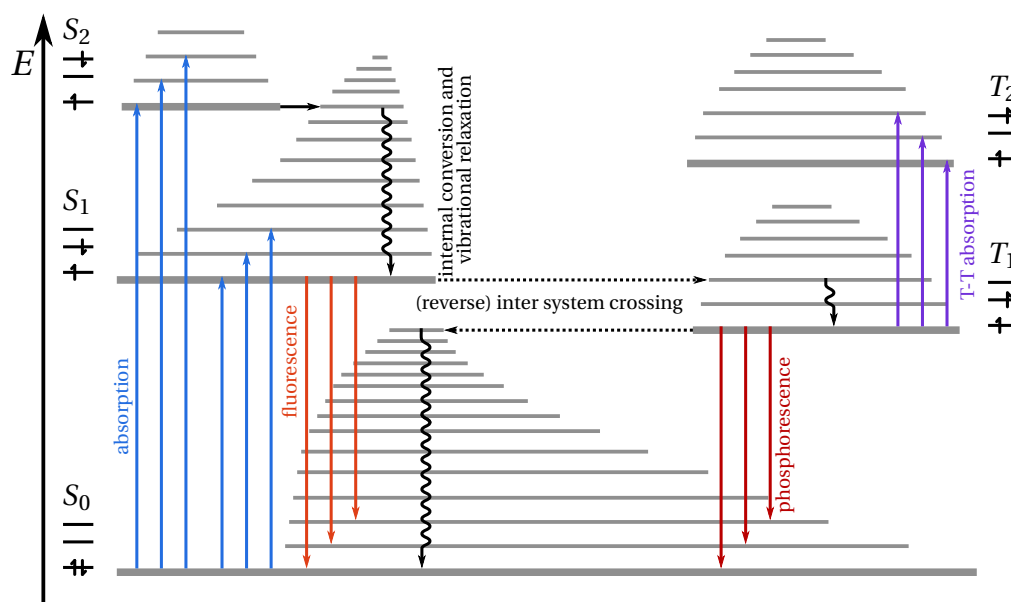 E
S₂
S₁
S₀
absorption
fluorescence
internal conversion and
vibrational relaxation
(reverse) inter system crossing
phosphorescence
T-T absorption
T₂
T₁